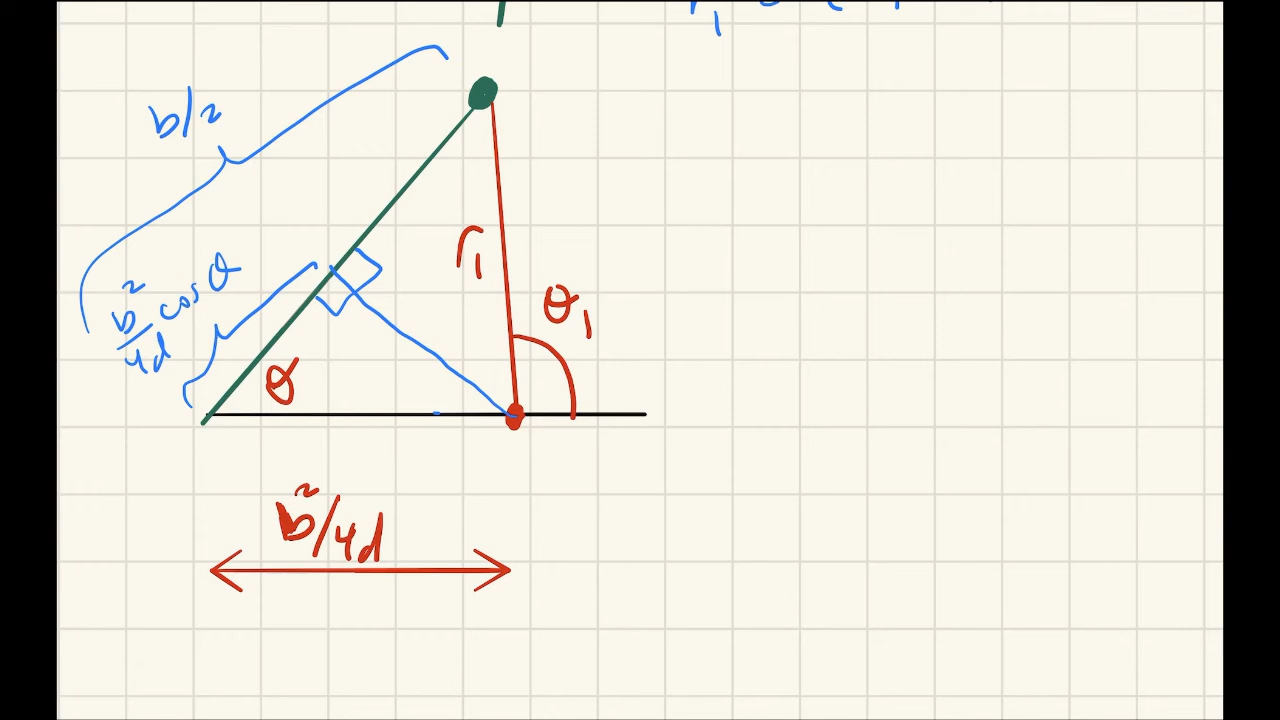 b/2
b²/4d cos θ
r₁
θ₁
θ
b²/4d